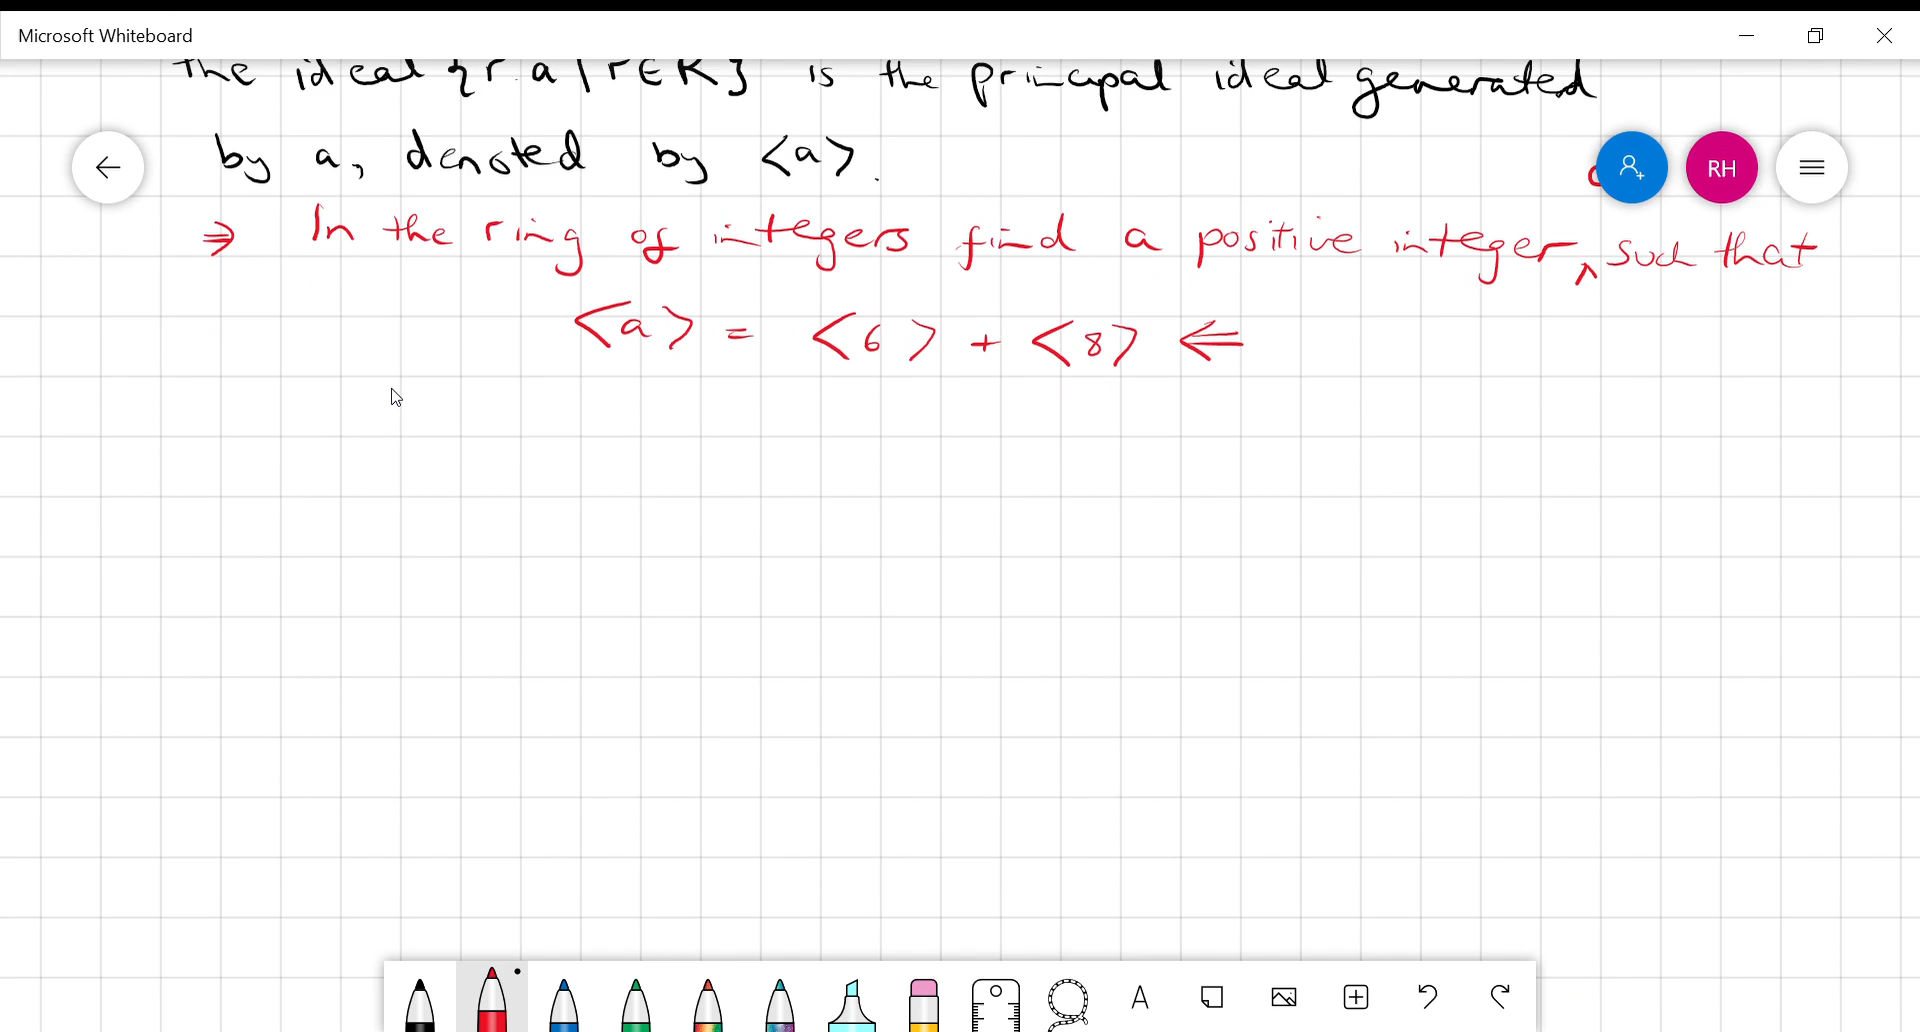 Microsoft Whiteboard
the ideal {r.a | r∈R} is the principal ideal generated
by a, denoted by <a>.
RH
⇒ In the ring of integers find a positive integer ^ such that
<a> = <6> + <8> ⇐
A